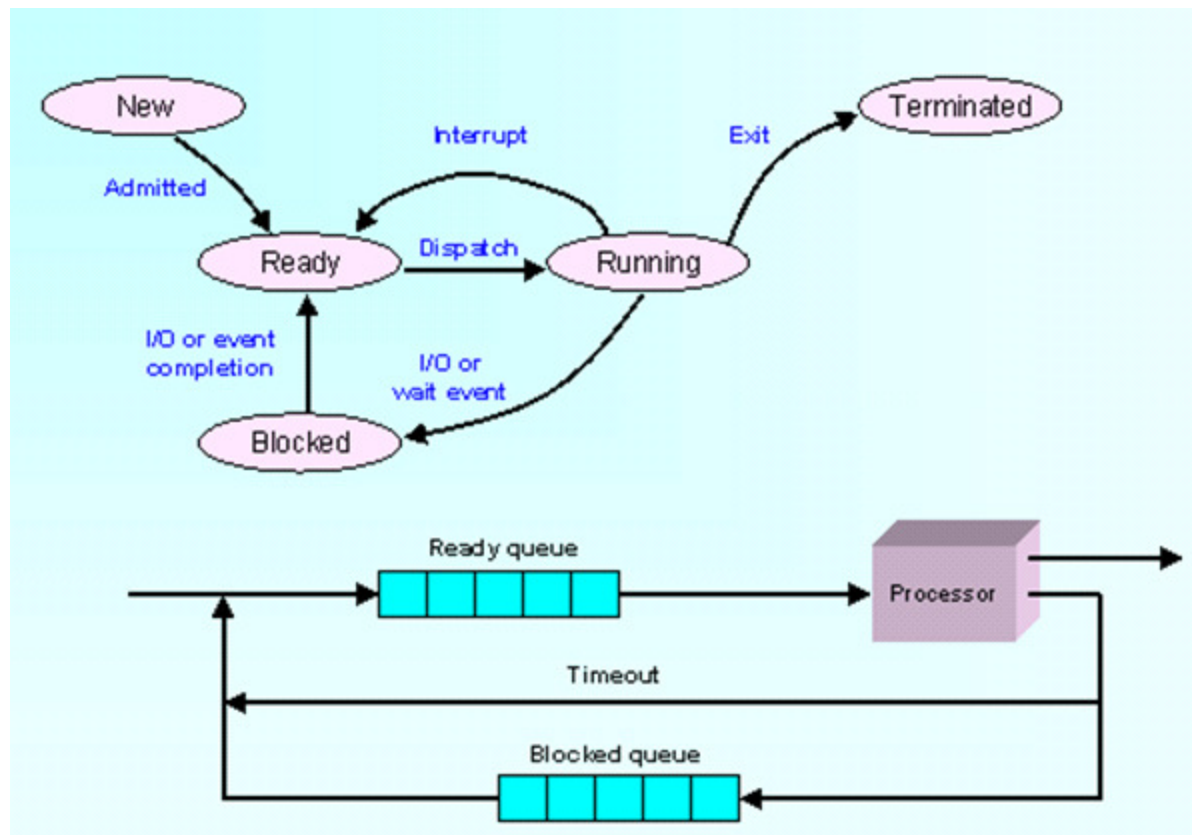 New
Terminated
Interrupt
Exit
Admitted
Ready
Dispatch
Running
I/O or event
completion
I/O or
wait event
Blocked
Ready queue
Processor
Timeout
Blocked queue